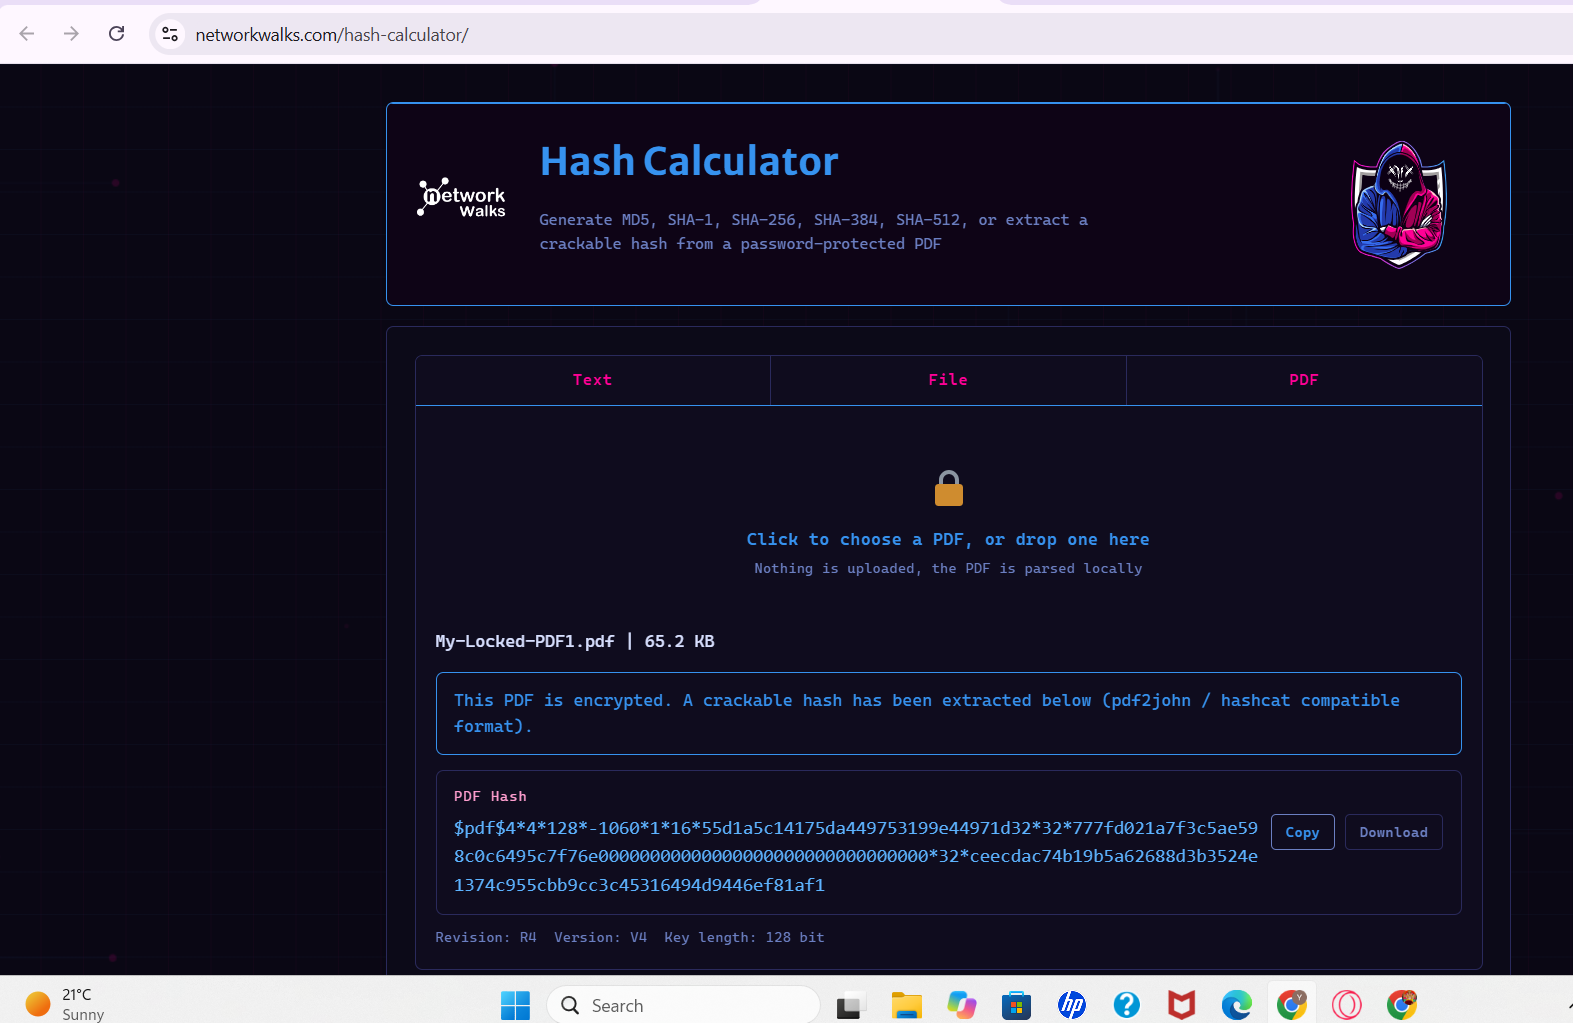 networkwalks.com/hash-calculator/
network
Walks
Hash Calculator
Generate MD5, SHA-1, SHA-256, SHA-384, SHA-512, or extract a
crackable hash from a password-protected PDF
Text
File
PDF
Click to choose a PDF, or drop one here
Nothing is uploaded, the PDF is parsed locally
My-Locked-PDF1.pdf | 65.2 KB
This PDF is encrypted. A crackable hash has been extracted below (pdf2john / hashcat compatible
format).
PDF Hash
$pdf$4*4*128*-1060*1*16*55d1a5c14175da449753199e44971d32*32*777fd021a7f3c5ae59
8c0c6495c7f76e00000000000000000000000000000000*32*ceecdac74b19b5a62688d3b3524e
1374c955cbb9cc3c45316494d9446ef81af1
Copy
Download
Revision: R4 Version: V4 Key length: 128 bit
21°C
Sunny
Search
hp
Y